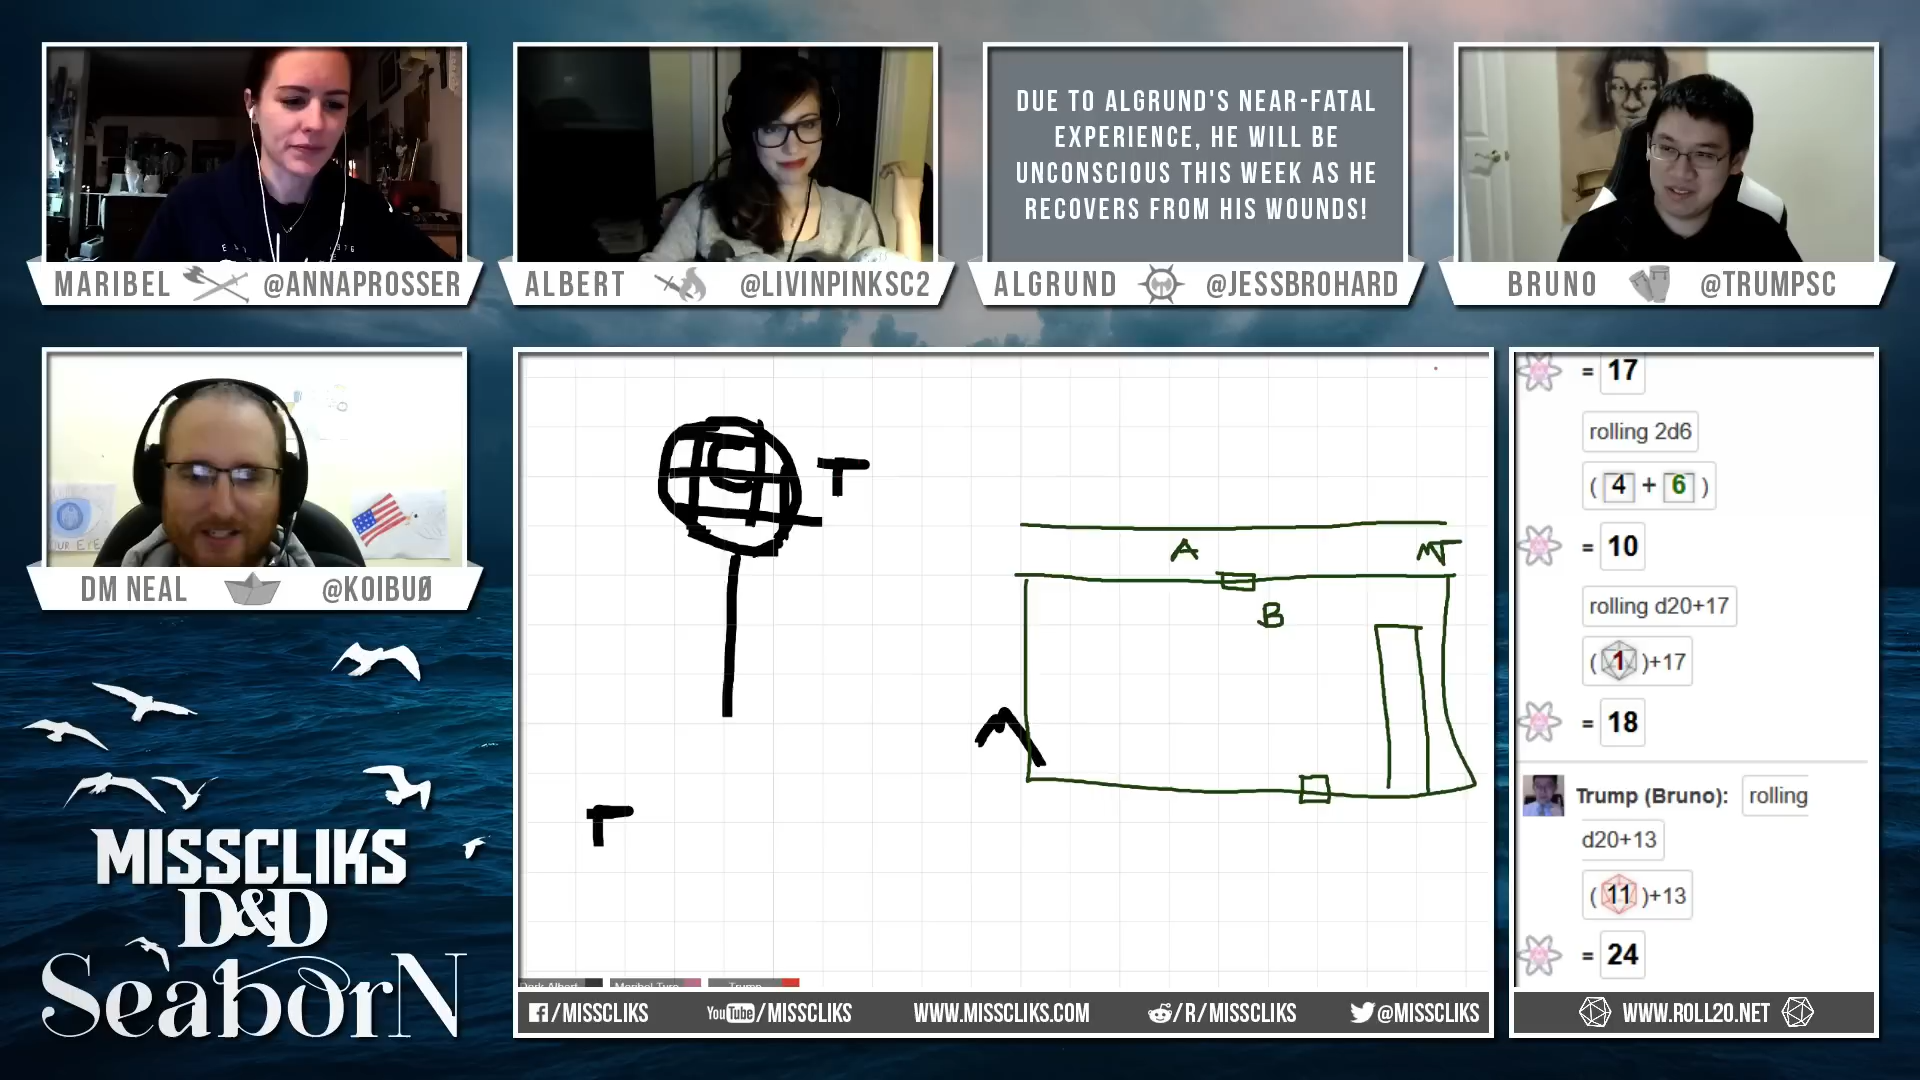 DUE TO ALGRUND'S NEAR-FATAL
EXPERIENCE, HE WILL BE
UNCONSCIOUS THIS WEEK AS HE
RECOVERS FROM HIS WOUNDS!
MARIBEL @ANNAPROSSER
ALBERT @LIVINPINKSC2
ALGRUND @JESSBROHARD
BRUNO @TRUMPSC
DM NEAL @KOIBUØ
T
A
MT
B
T
= 17
rolling 2d6
( 4 + 6 )
= 10
rolling d20+17
( 1 )+17
= 18
Trump (Bruno): rolling
d20+13
( 11 )+13
= 24
MISSCLIKS
D&D
SeaborN
/MISSCLIKS
YouTube/MISSCLIKS
WWW.MISSCLIKS.COM
/R/MISSCLIKS
@MISSCLIKS
WWW.ROLL20.NET